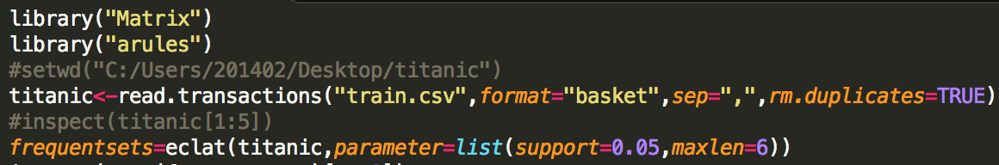 library("Matrix")
library("arules")
#setwd("C:/Users/201402/Desktop/titanic")
titanic<-read.transactions("train.csv",format="basket",sep=",",rm.duplicates=TRUE)
#inspect(titanic[1:5])
frequentsets=eclat(titanic,parameter=list(support=0.05,maxlen=6))